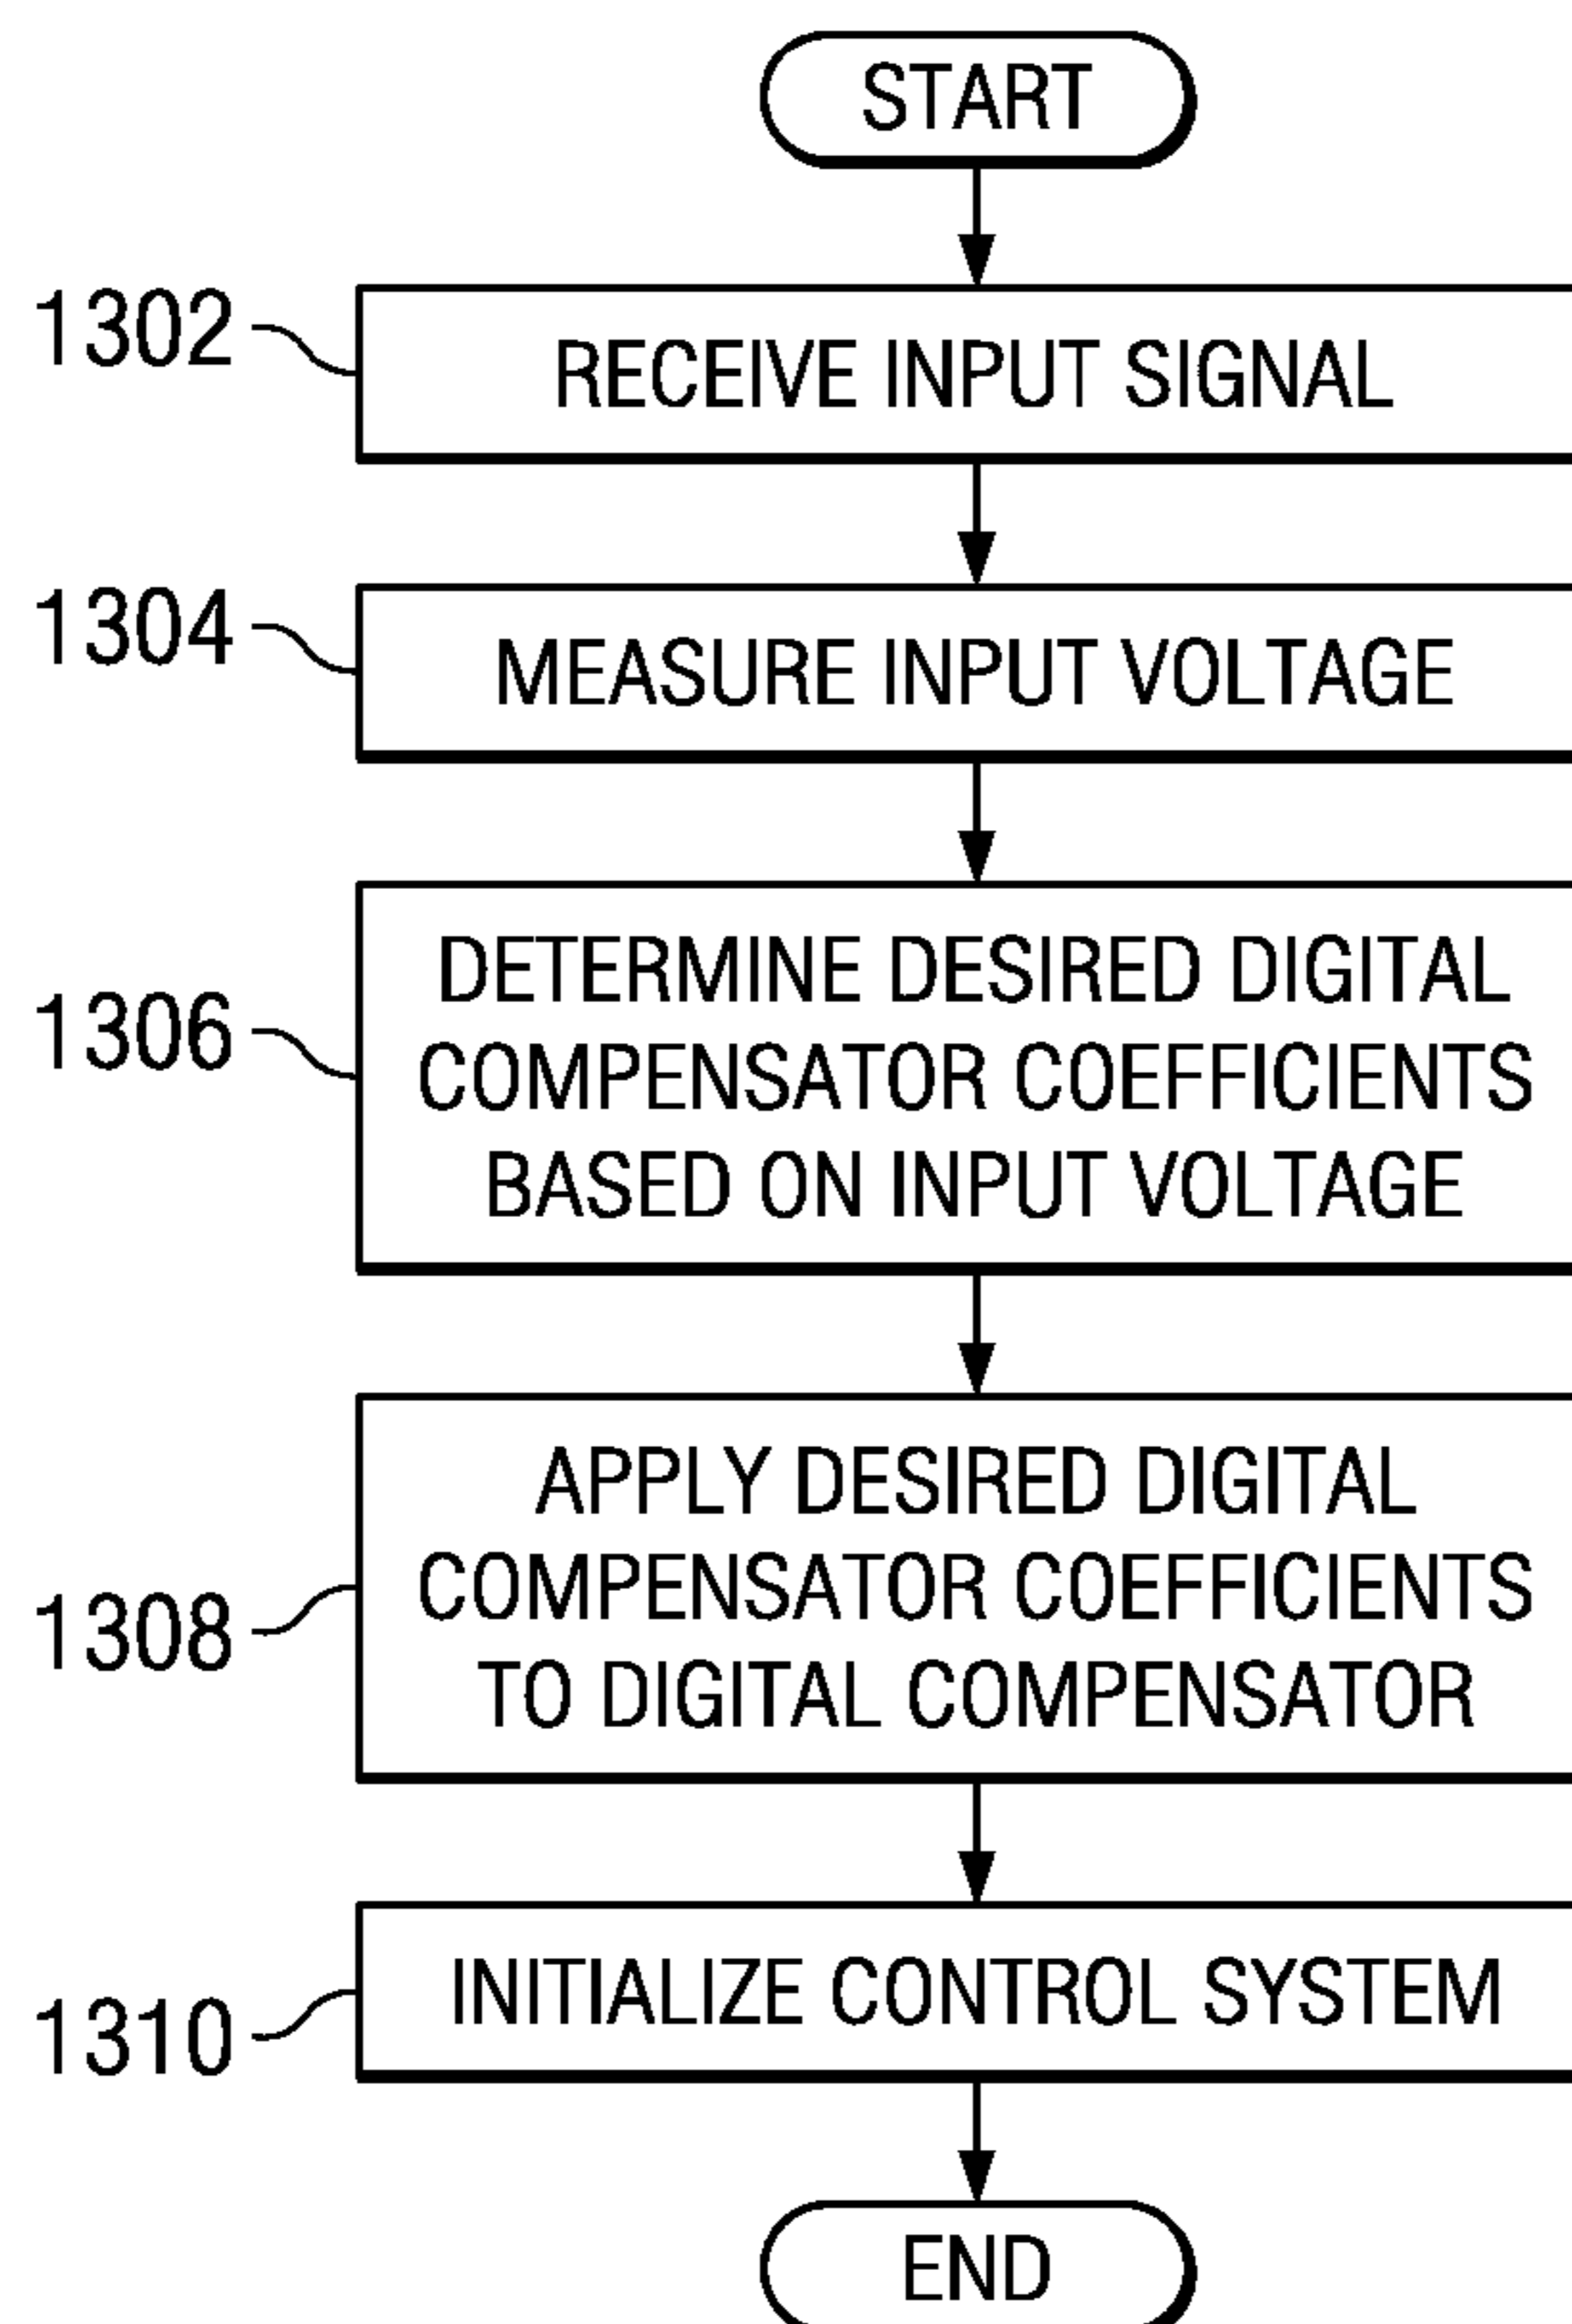 START
1302
RECEIVE INPUT SIGNAL
1304
MEASURE INPUT VOLTAGE
1306
DETERMINE DESIRED DIGITAL
COMPENSATOR COEFFICIENTS
BASED ON INPUT VOLTAGE
1308
APPLY DESIRED DIGITAL
COMPENSATOR COEFFICIENTS
TO DIGITAL COMPENSATOR
1310
INITIALIZE CONTROL SYSTEM
END